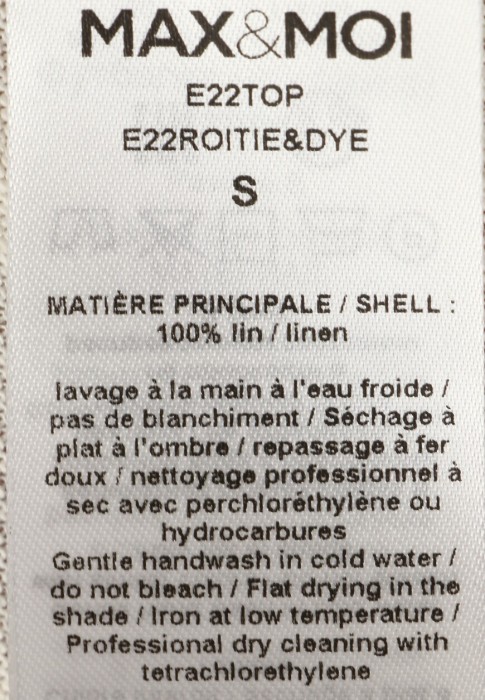 MAX&MOI
E22TOP
E22ROITIE&DYE
S
MATIÈRE PRINCIPALE / SHELL :
100% lin / linen
lavage à la main à l'eau froide /
pas de blanchiment / Séchage à
plat à l'ombre / repassage à fer
doux / nettoyage professionnel à
sec avec perchloréthylène ou
hydrocarbures
Gentle handwash in cold water /
do not bleach / Flat drying in the
shade / Iron at low temperature /
Professional dry cleaning with
tetrachlorethylene